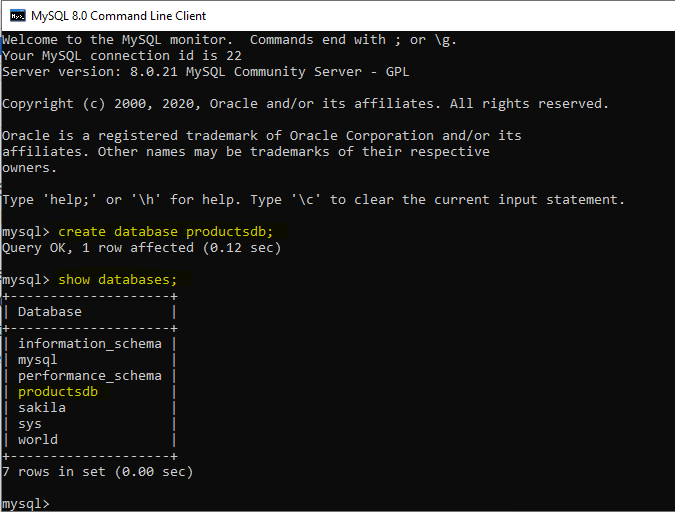 MySQL 8.0 Command Line Client
Welcome to the MySQL monitor.  Commands end with ; or \g.
Your MySQL connection id is 22
Server version: 8.0.21 MySQL Community Server - GPL
Copyright (c) 2000, 2020, Oracle and/or its affiliates. All rights reserved.
Oracle is a registered trademark of Oracle Corporation and/or its
affiliates. Other names may be trademarks of their respective
owners.
Type 'help;' or '\h' for help. Type '\c' to clear the current input statement.
mysql> create database productsdb;
Query OK, 1 row affected (0.12 sec)
mysql> show databases;
+--------------------+
| Database           |
+--------------------+
| information_schema |
| mysql              |
| performance_schema |
| productsdb         |
| sakila             |
| sys                |
| world              |
+--------------------+
7 rows in set (0.00 sec)
mysql>